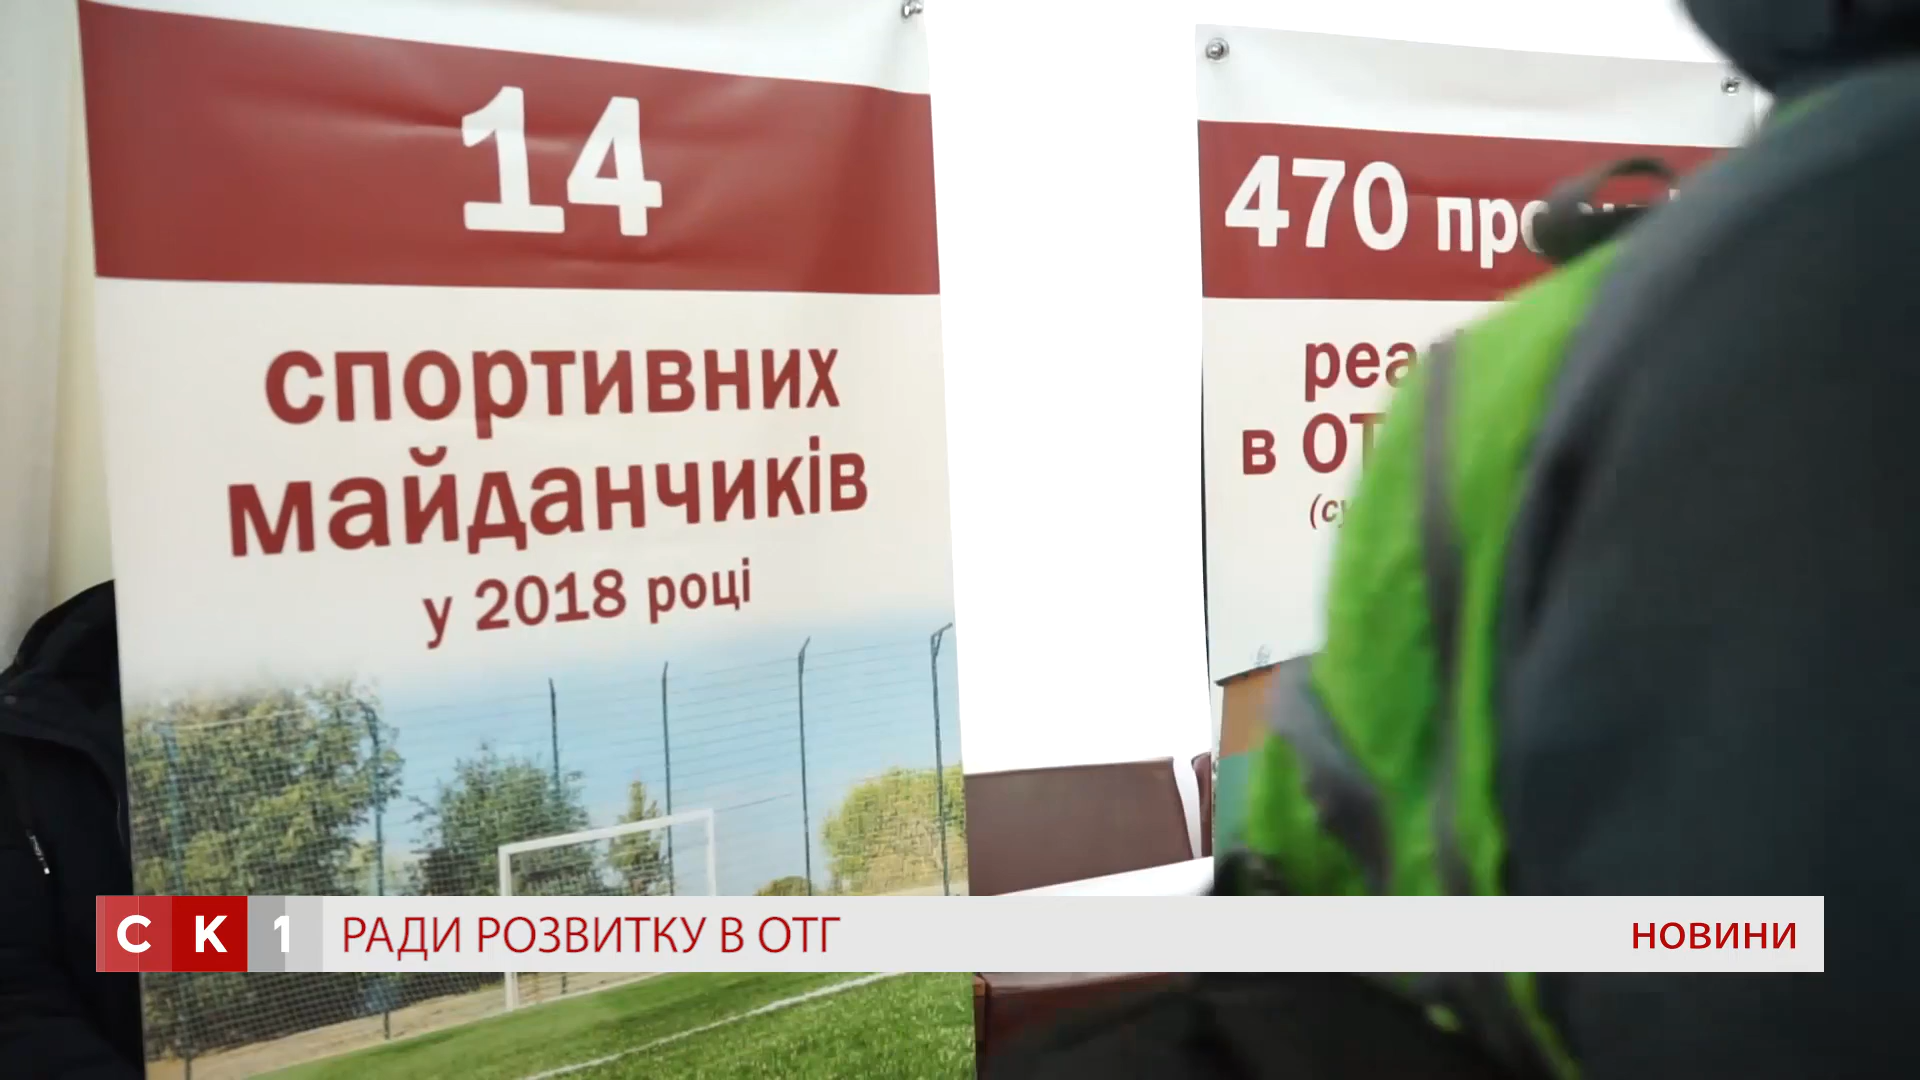 14
спортивних
майданчиків
у 2018 році
470
в
СК1
РАДИ РОЗВИТКУ В ОТГ
НОВИНИ